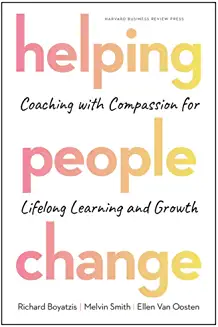 HARVARD BUSINESS REVIEW PRESS
helping
Coaching with Compassion for
people
Lifelong Learning and Growth
change
Richard Boyatzis | Melvin Smith | Ellen Van Oosten